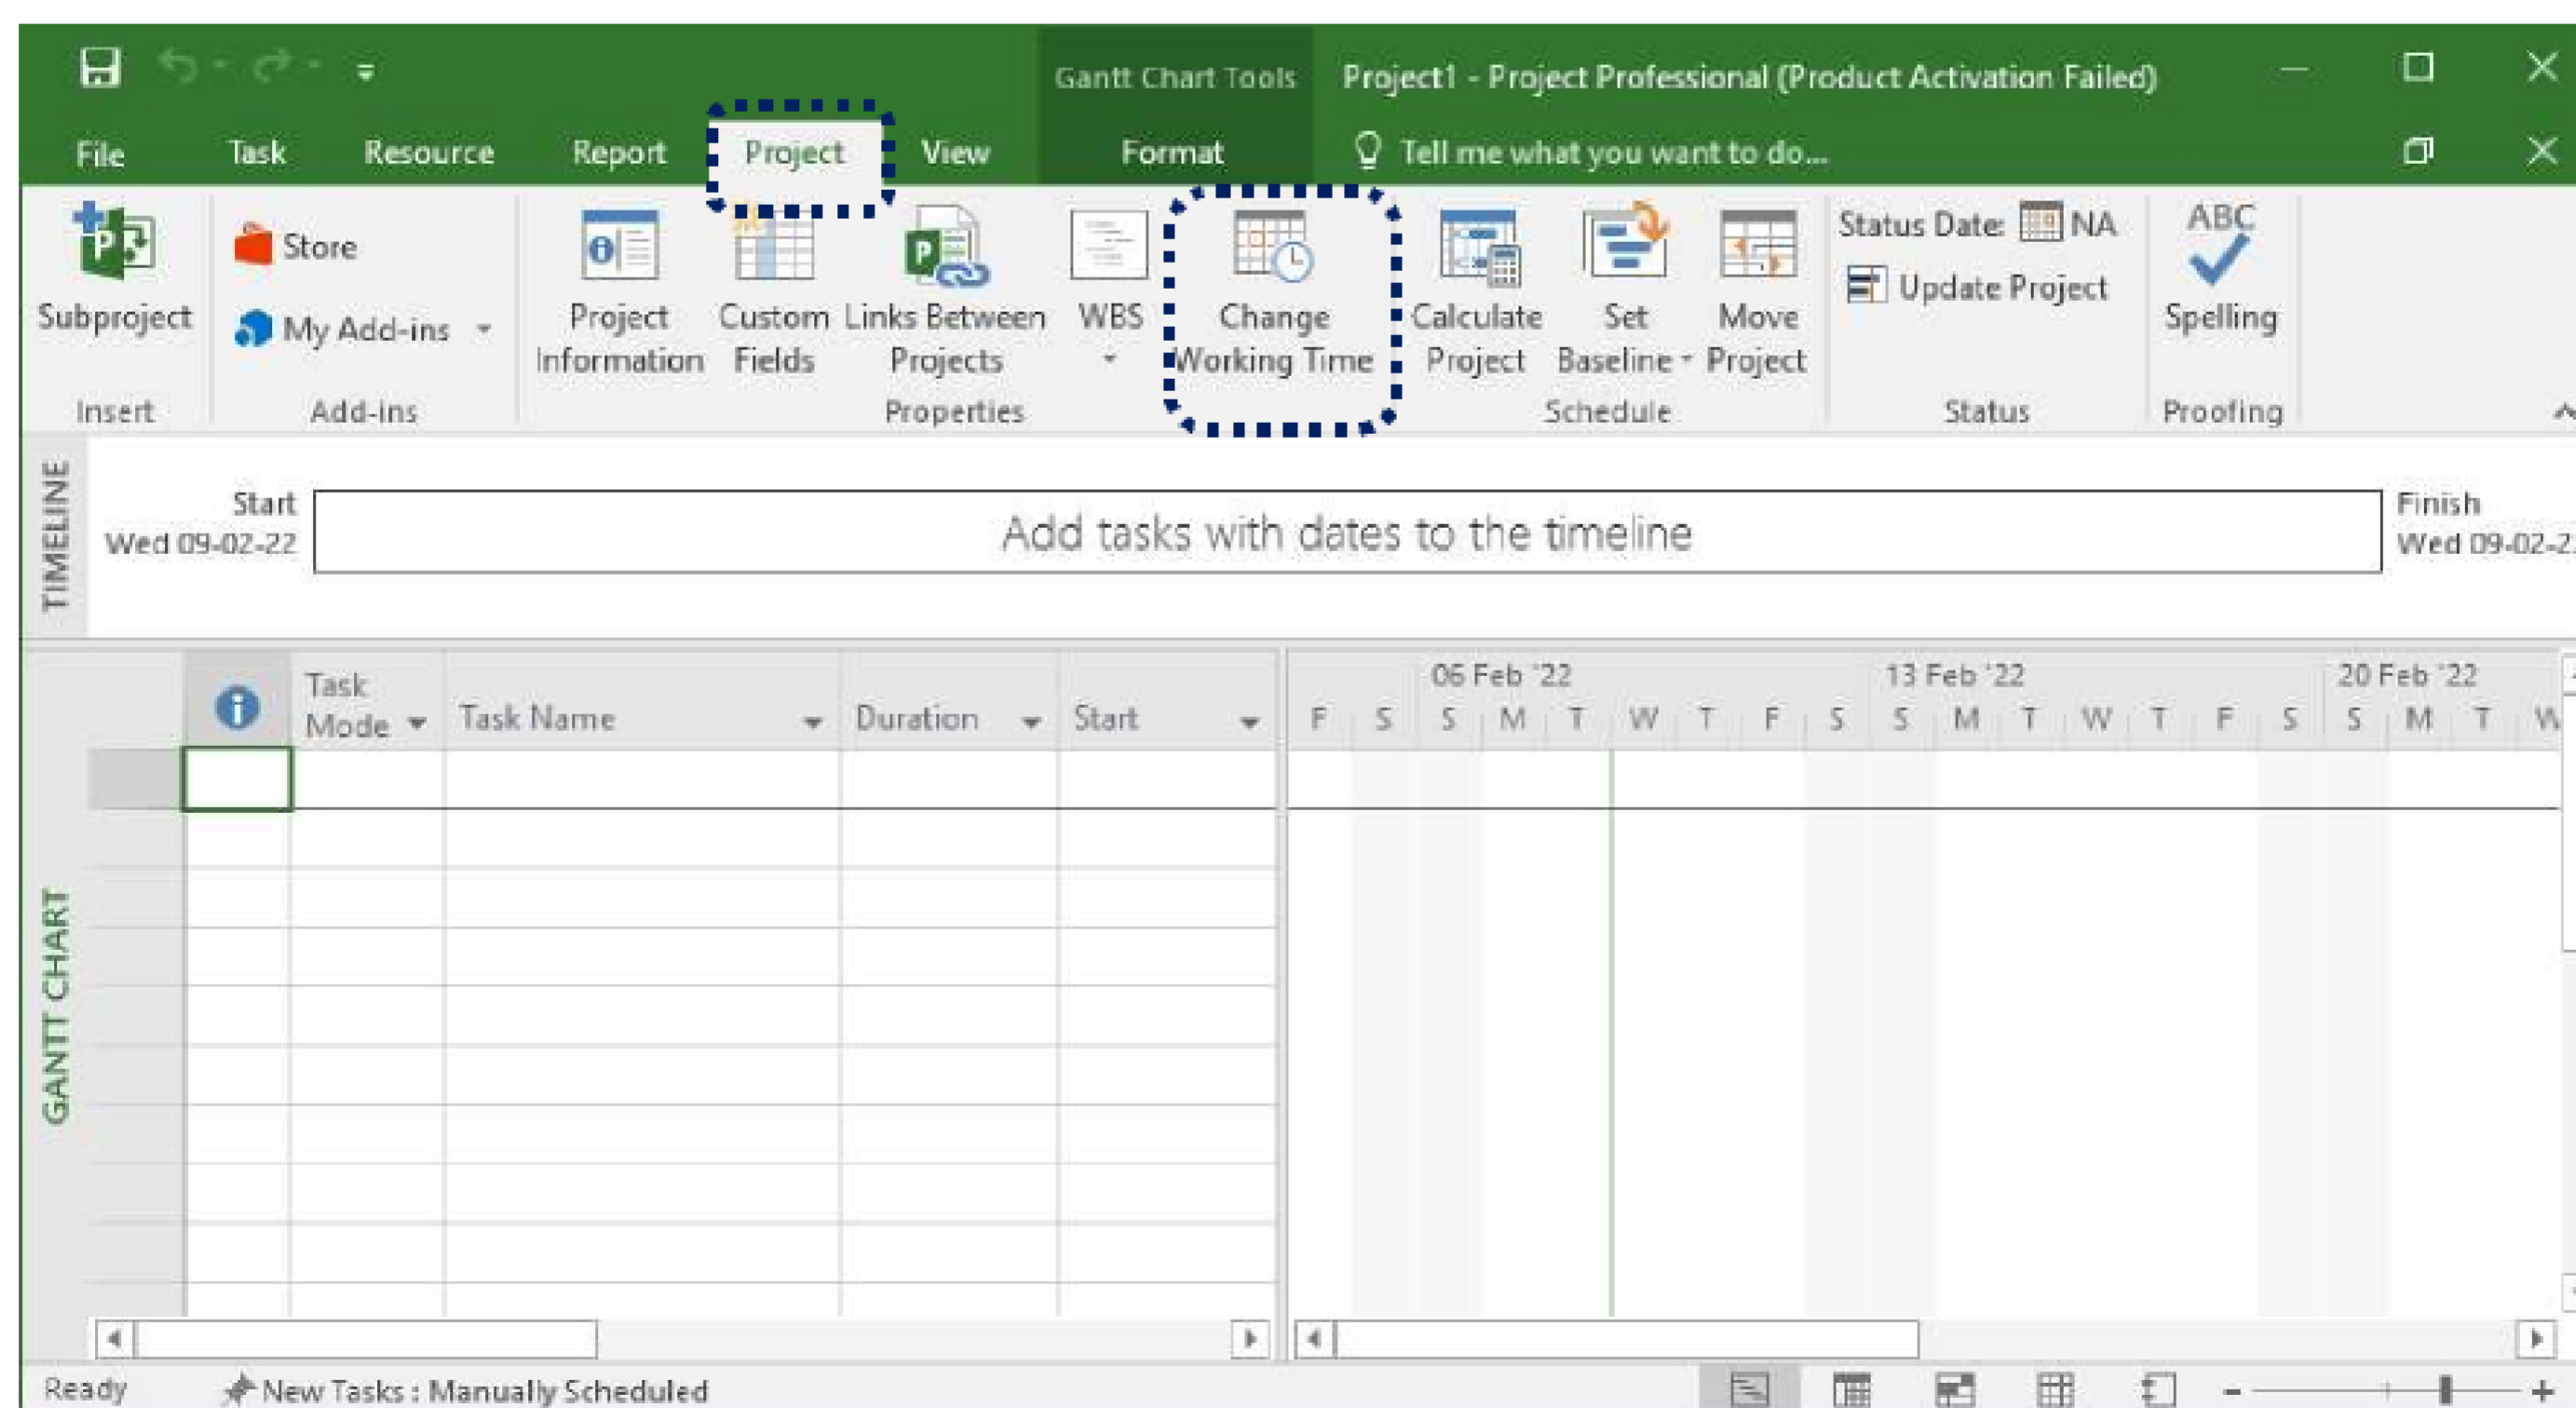 Gantt Chart Tools
Project1 - Project Professional (Product Activation Failed)
File Task Resource Report Project View Format Tell me what you want to do...
Subproject
Insert
Store
My Add-ins
Add-ins
Project
Information
Custom
Fields
Links Between
Projects
WBS
Change
Working Time
Properties
Calculate
Project
Set
Baseline
Move
Project
Schedule
Status Date: NA
Update Project
Status
ABC
Spelling
Proofing
TIMELINE
Start
Wed 09-02-22
Add tasks with dates to the timeline
Finish
Wed 09-02-2
GANTT CHART
Task
Mode
Task Name
Duration
Start
06 Feb '22 13 Feb '22 20 Feb '22
F S S M T W T F S S M T W T F S S M T W
Ready
New Tasks : Manually Scheduled